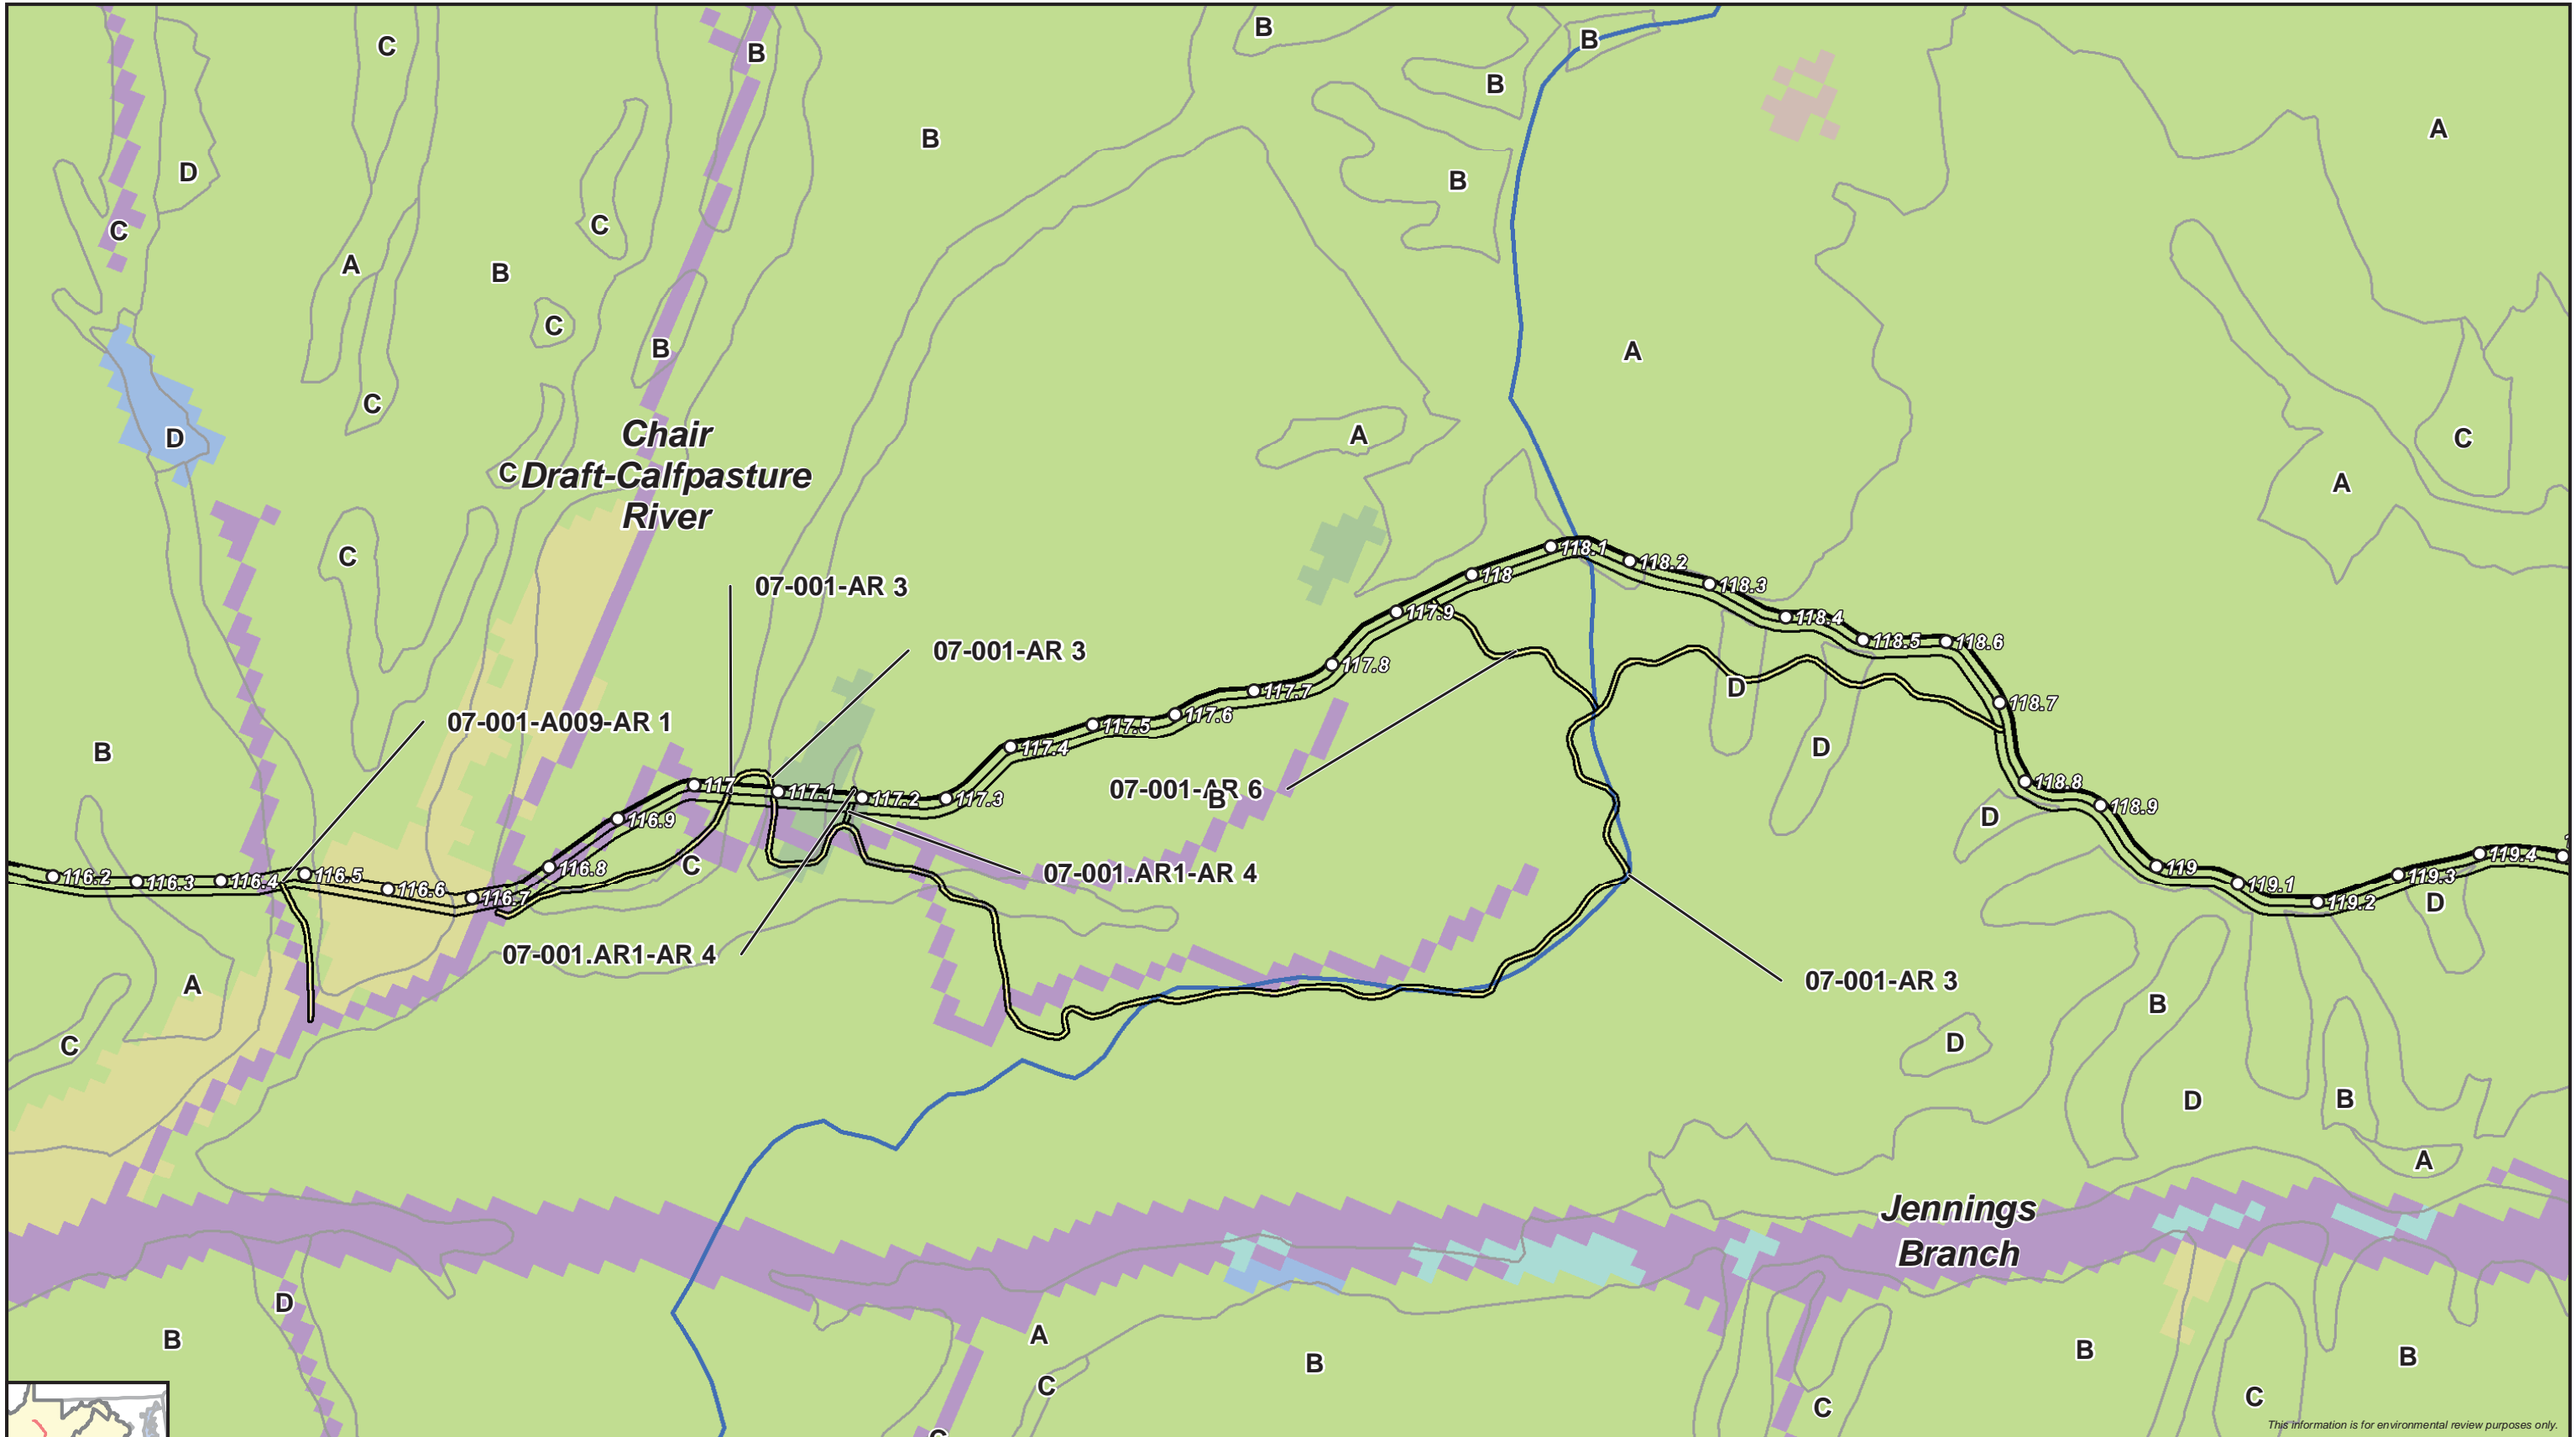 B
B
C
B
B
A
B
D
B
C
C
A
B
C
A
B
C
A
Chair
C
D
C
CDraft-Calfpasture
River
A
C
118.1
118.2
118
118.3
07-001-AR 3
117.9
118.4
118.5
118.6
07-001-AR 3
117.8
D
117.7
118.7
117.6
07-001-A009-AR 1
117.5
117.4
D
B
117
117.1
117.2
117.3
07-001-AR 6
B
118.8
118.9
116.9
D
C
116.8
119.4
119
116.2
116.3
116.4
116.5
07-001.AR1-AR 4
119.3
116.6
119.1
116.7
119.2
D
07-001.AR1-AR 4
A
07-001-AR 3
B
C
D
D
B
A
Jennings
Branch
D
B
A
B
B
B
B
C
C
C
This information is for environmental review purposes only.